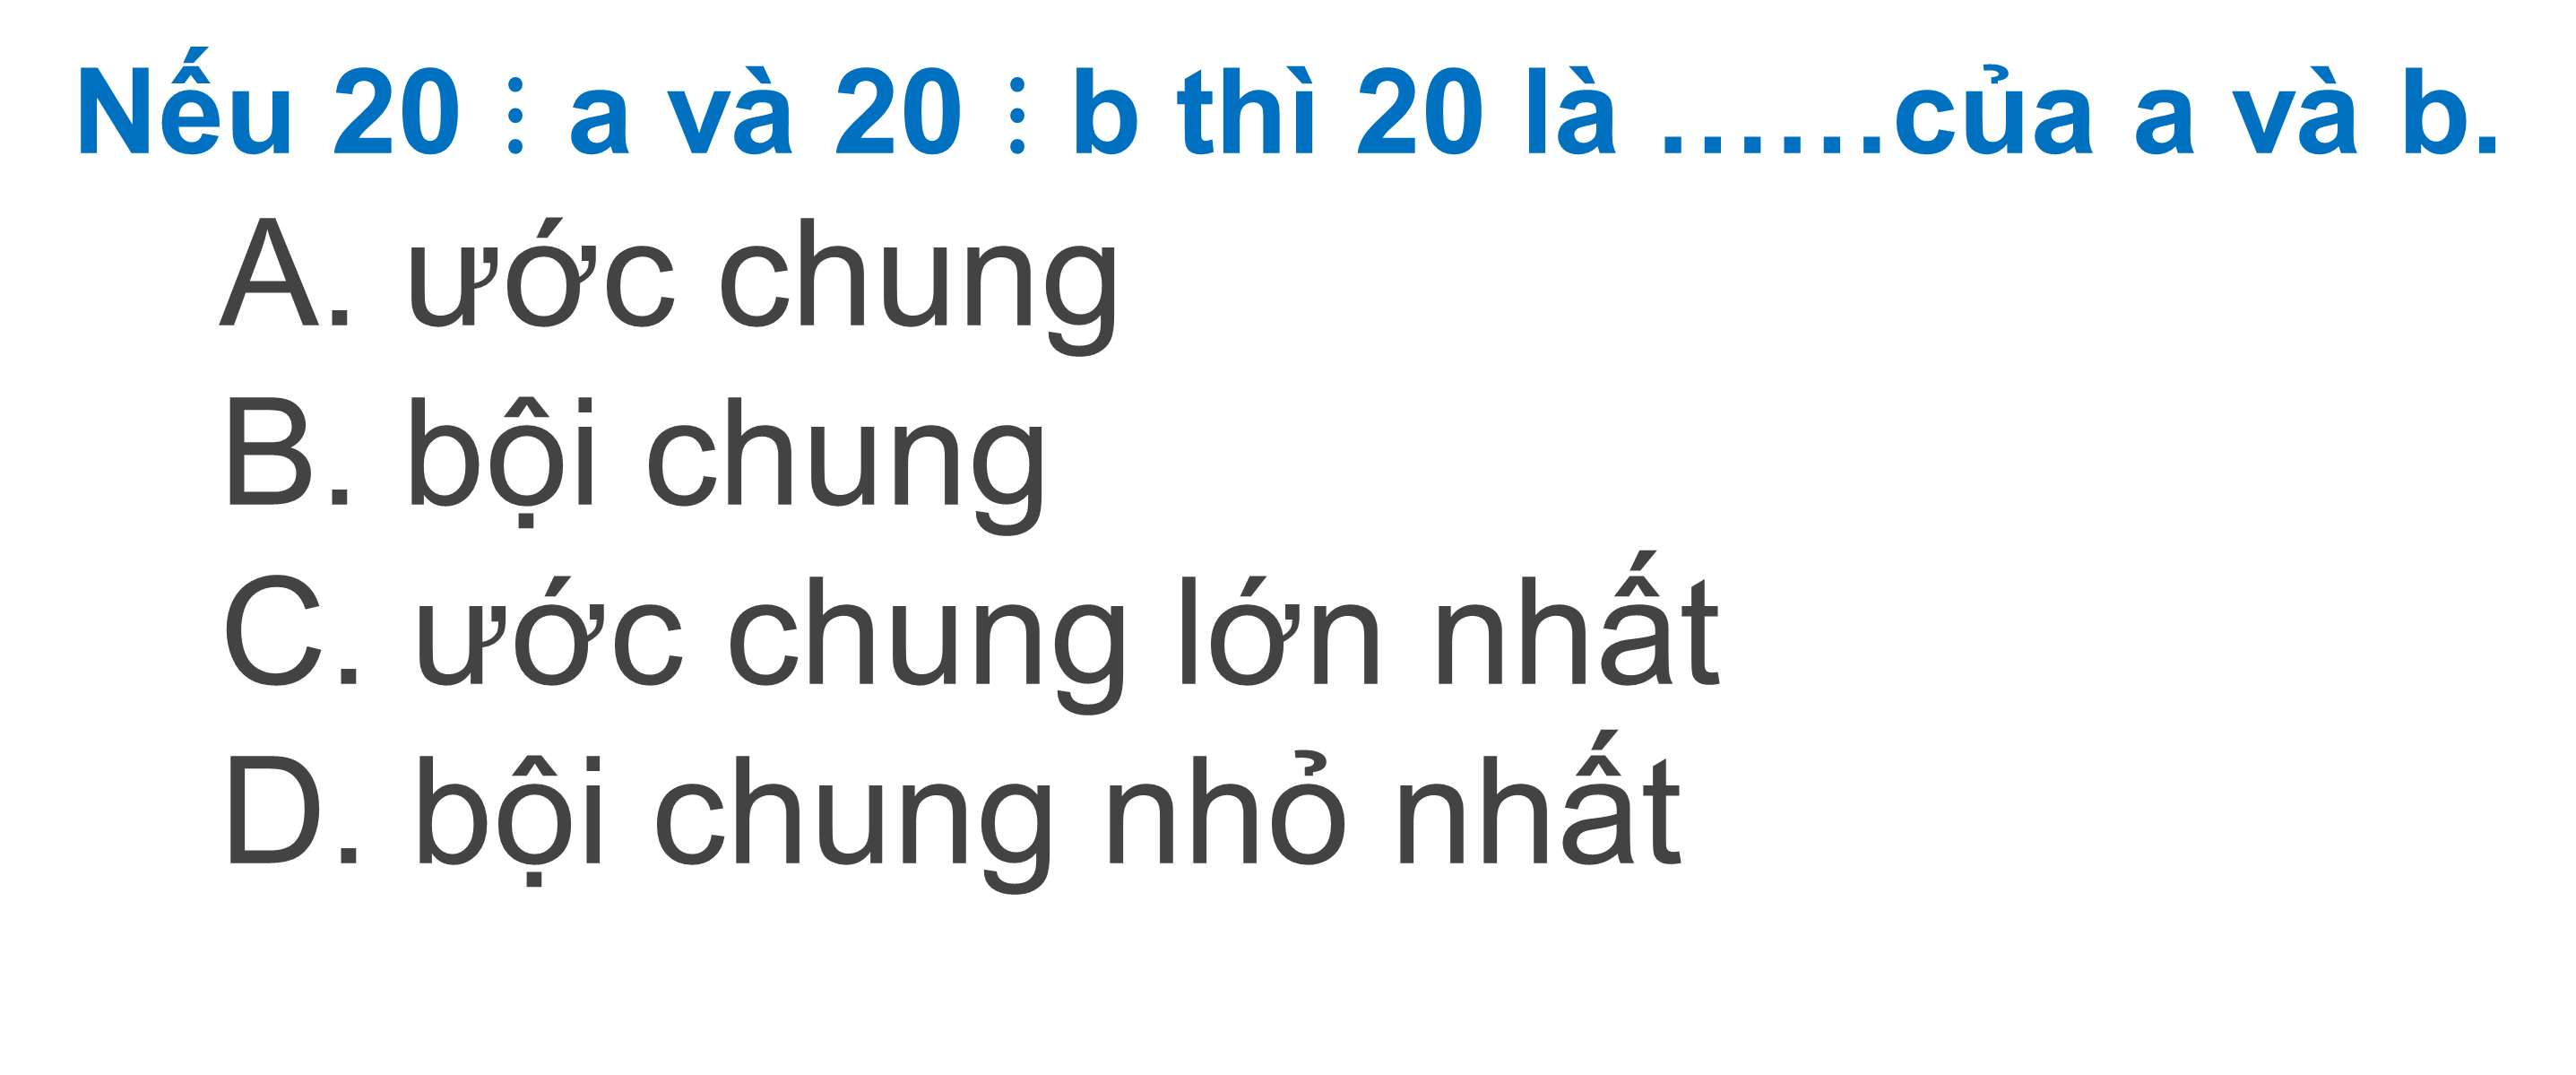 Nếu 20 ⋮ a và 20 ⋮ b thì 20 là ......của a và b.
A. ước chung
B. bội chung
C. ước chung lớn nhất
D. bội chung nhỏ nhất